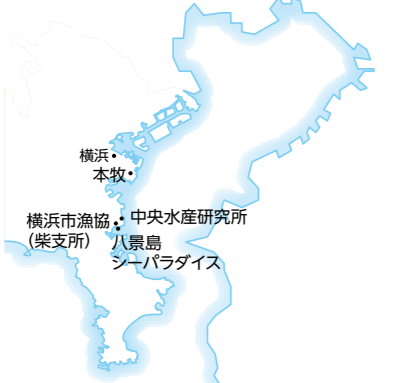 横浜
本牧
横浜市漁協
(柴支所)
中央水産研究所
八景島
シーパラダイス